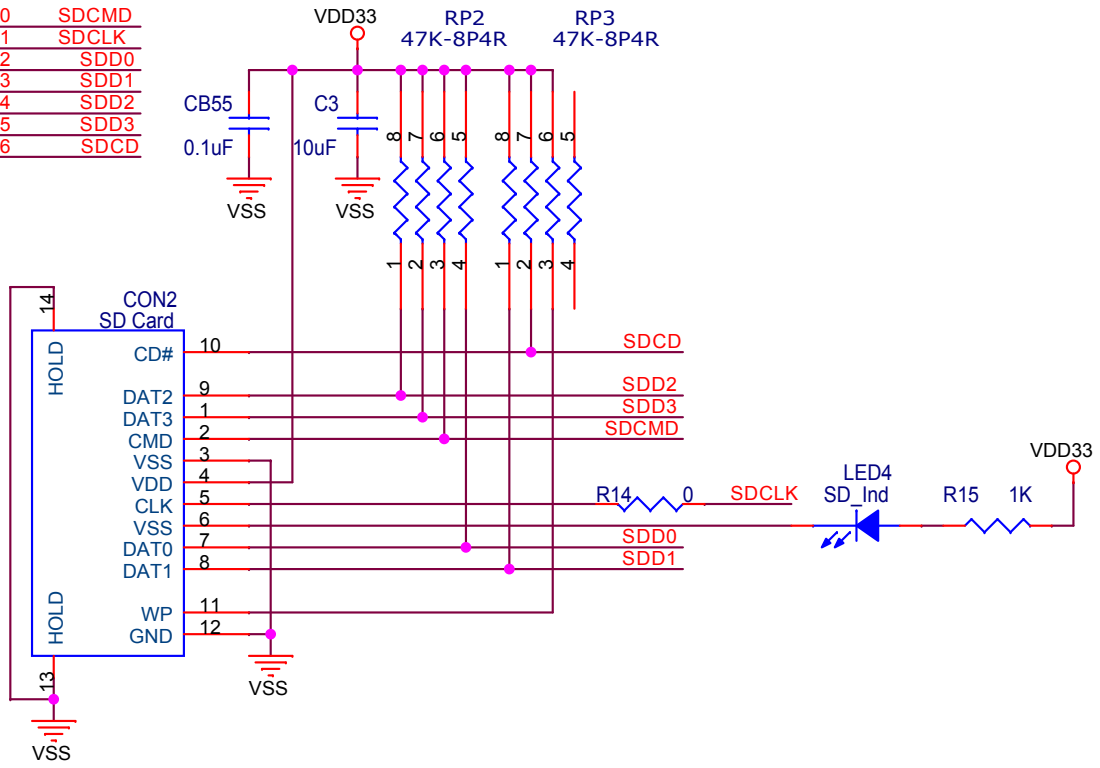 0 SDCMD
1 SDCLK
2 SDD0
3 SDD1
4 SDD2
5 SDD3
6 SDCD
VDD33
RP2
47K-8P4R
RP3
47K-8P4R
CB55
0.1uF
C3
10uF
VSS
VSS
8 7 6 5
8 7 6 5
1 2 3 4
1 2 3 4
CON2
SD Card
14
HOLD
CD# 10 SDCD
DAT2 9 SDD2
DAT3 1 SDD3
CMD 2 SDCMD
VSS 3
VDD 4
CLK 5 R14 0 SDCLK
VSS 6
LED4
SD_Ind
R15 1K
VDD33
DAT0 7 SDD0
DAT1 8 SDD1
WP 11
GND 12
HOLD
13
VSS
VSS